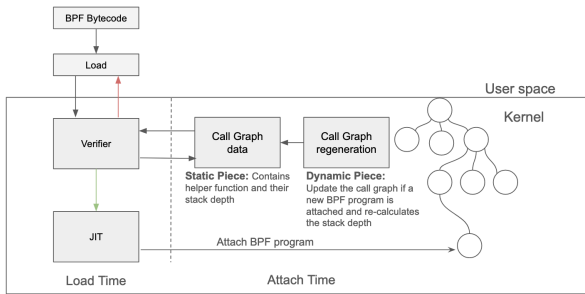 BPF Bytecode
Load
User space
Kernel
Verifier
Call Graph
data
Call Graph
regeneration
Static Piece: Contains
helper function and their
stack depth
Dynamic Piece:
Update the call graph if a
new BPF program is
attached and re-calculates
the stack depth
JIT
Attach BPF program
Load Time
Attach Time